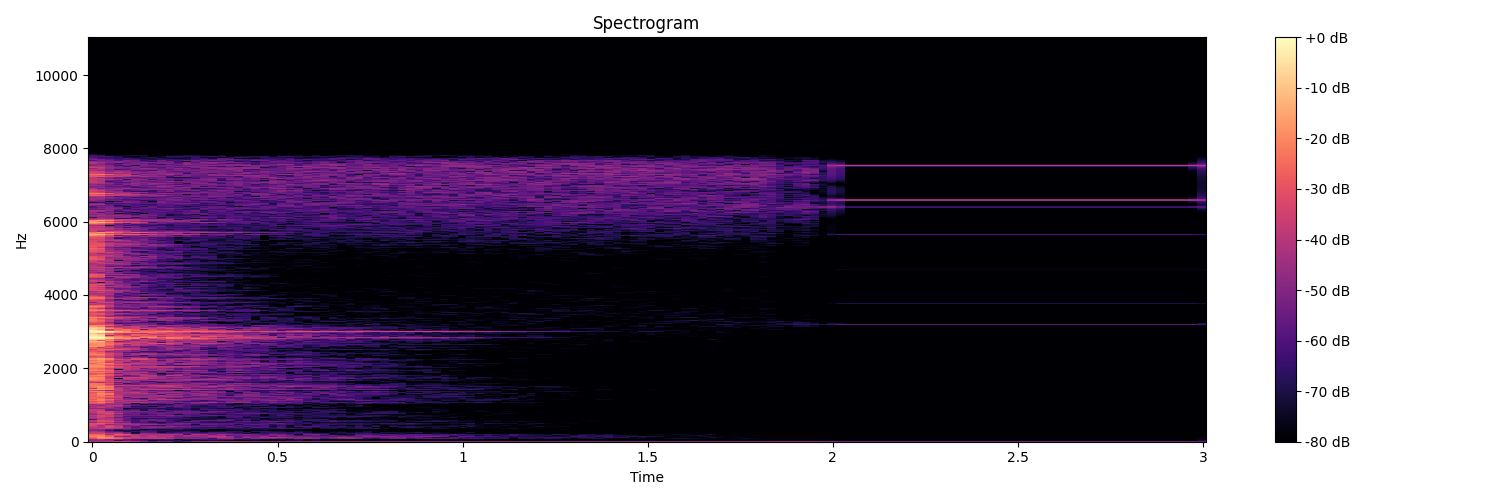 Spectrogram
Hz
10000
8000
6000
4000
2000
0
0
0.5
1
1.5
2
2.5
3
Time
+0 dB
-10 dB
-20 dB
-30 dB
-40 dB
-50 dB
-60 dB
-70 dB
-80 dB